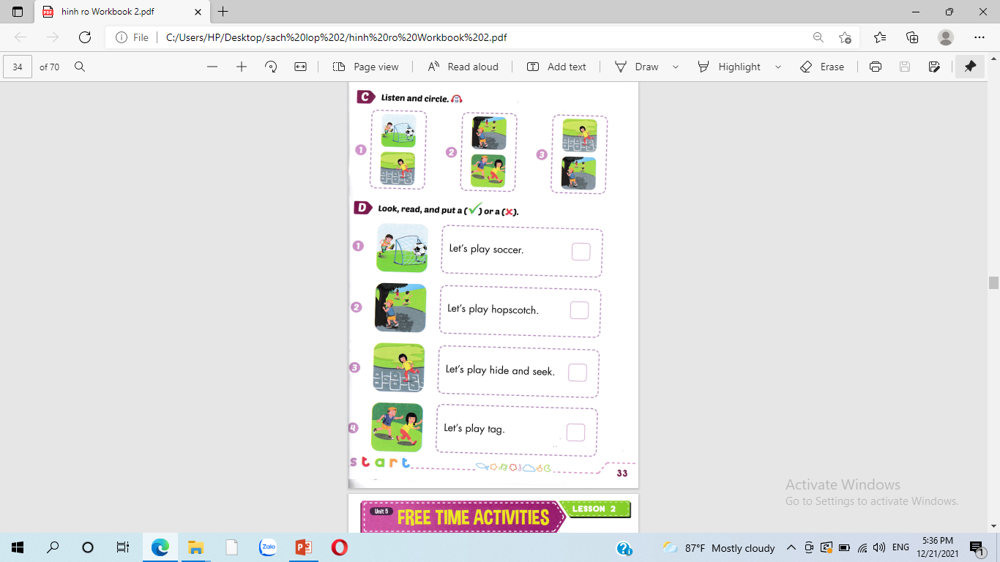 hinh ro Workbook 2.pdf
File
C:/Users/HP/Desktop/sach%20lop%202/hinh%20ro%20Workbook%202.pdf
34 of 70
Page view
Read aloud
Add text
Draw
Highlight
Erase
C Listen and circle.
1
2
3
D Look, read, and put a (✓) or a (✗).
1 Let's play soccer.
2 Let's play hopscotch.
3 Let's play hide and seek.
4 Let's play tag.
start
33
Unit 5 FREE TIME ACTIVITIES LESSON 2
Activate Windows
Go to Settings to activate Windows.
Zalo
87°F Mostly cloudy
ENG
5:36 PM
12/21/2021
1